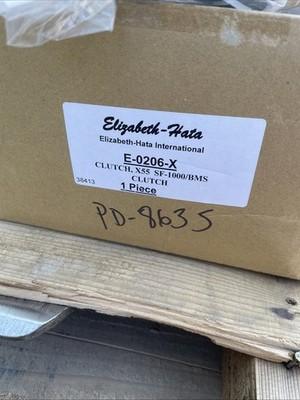 Elizabeth-Hata
Elizabeth-Hata International
E-0206-X
CLUTCH, X55 SF-1000/BMS
CLUTCH
38413
1 Piece
PD-8635